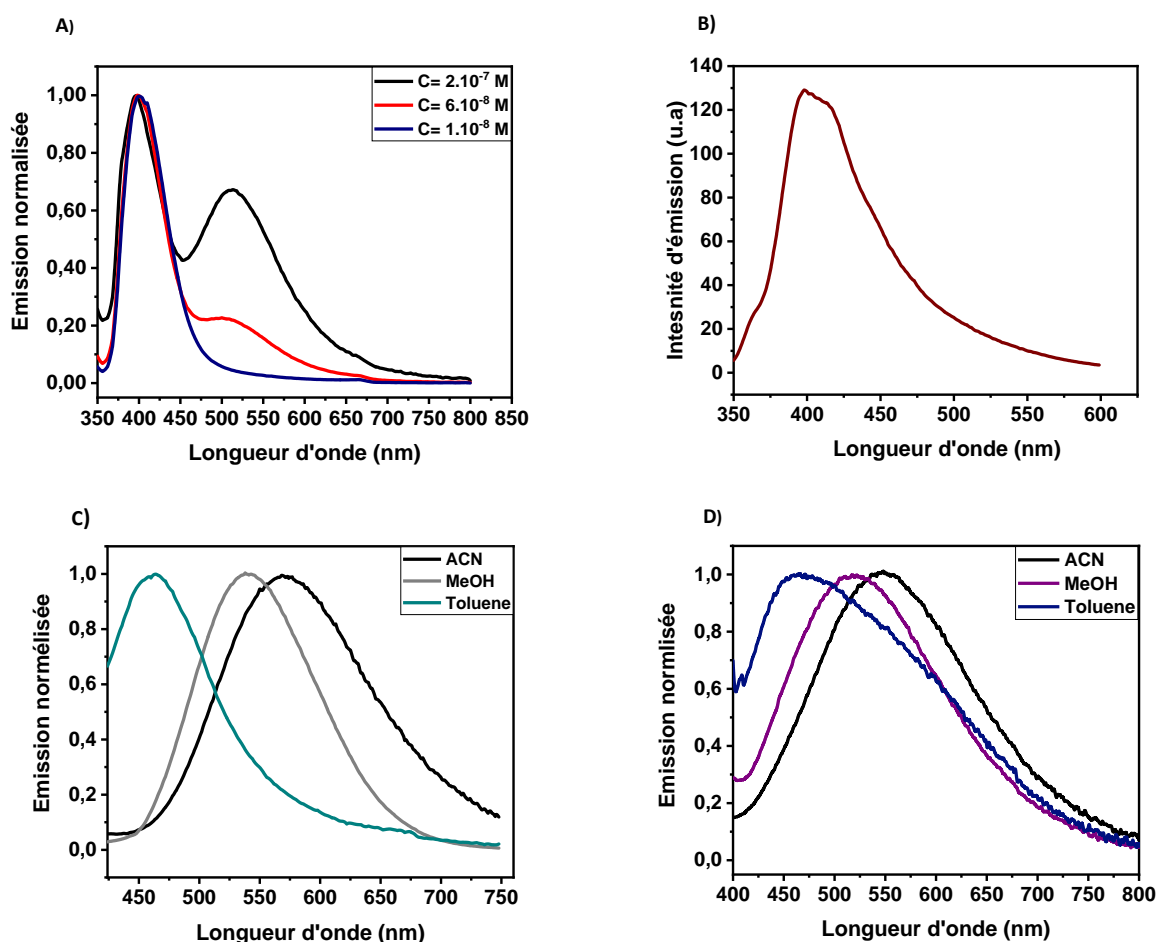 A)
1,00
0,80
0,60
0,40
0,20
0,00
Emission normalisée
C= 2.10⁻⁷ M
C= 6.10⁻⁸ M
C= 1.10⁻⁸ M
350 400 450 500 550 600 650 700 750 800 850
Longueur d'onde (nm)
B)
140
120
100
80
60
40
20
0
Intesnité d'émission (u.a)
350 400 450 500 550 600
Longueur d'onde (nm)
C)
1,0
0,8
0,6
0,4
0,2
0,0
Emission normélisée
ACN
MeOH
Toluene
450 500 550 600 650 700 750
Longueur d'onde (nm)
D)
1,0
0,8
0,6
0,4
0,2
0,0
Emission normlisée
ACN
MeOH
Toluene
400 450 500 550 600 650 700 750 800
Longueur d'onde (nm)